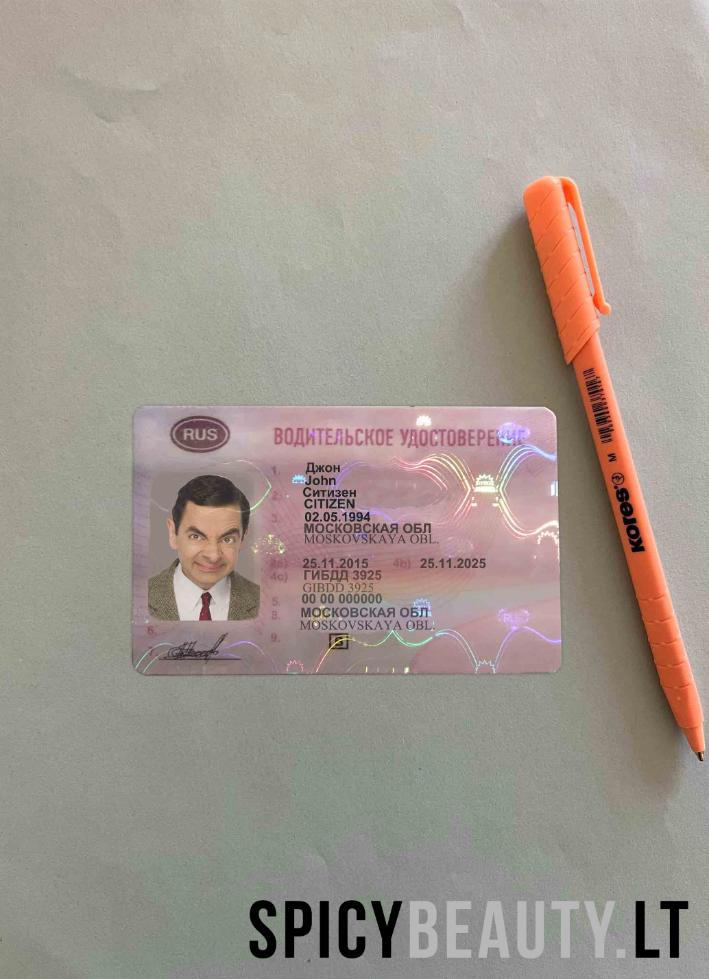 RUS
ВОДИТЕЛЬСКОЕ УДОСТОВЕРЕНИЕ
1. Джон
John
2. Ситизен
CITIZEN
3. 02.05.1994
МОСКОВСКАЯ ОБЛ
MOSKOVSKAYA OBL.
4a) 25.11.2015 4b) 25.11.2025
4c) ГИБДД 3925
GIBDD 3925
5. 00 00 000000
8. МОСКОВСКАЯ ОБЛ
MOSKOVSKAYA OBL.
6.
9. B
RUS
kores
M
SPICYBEAUTY.LT